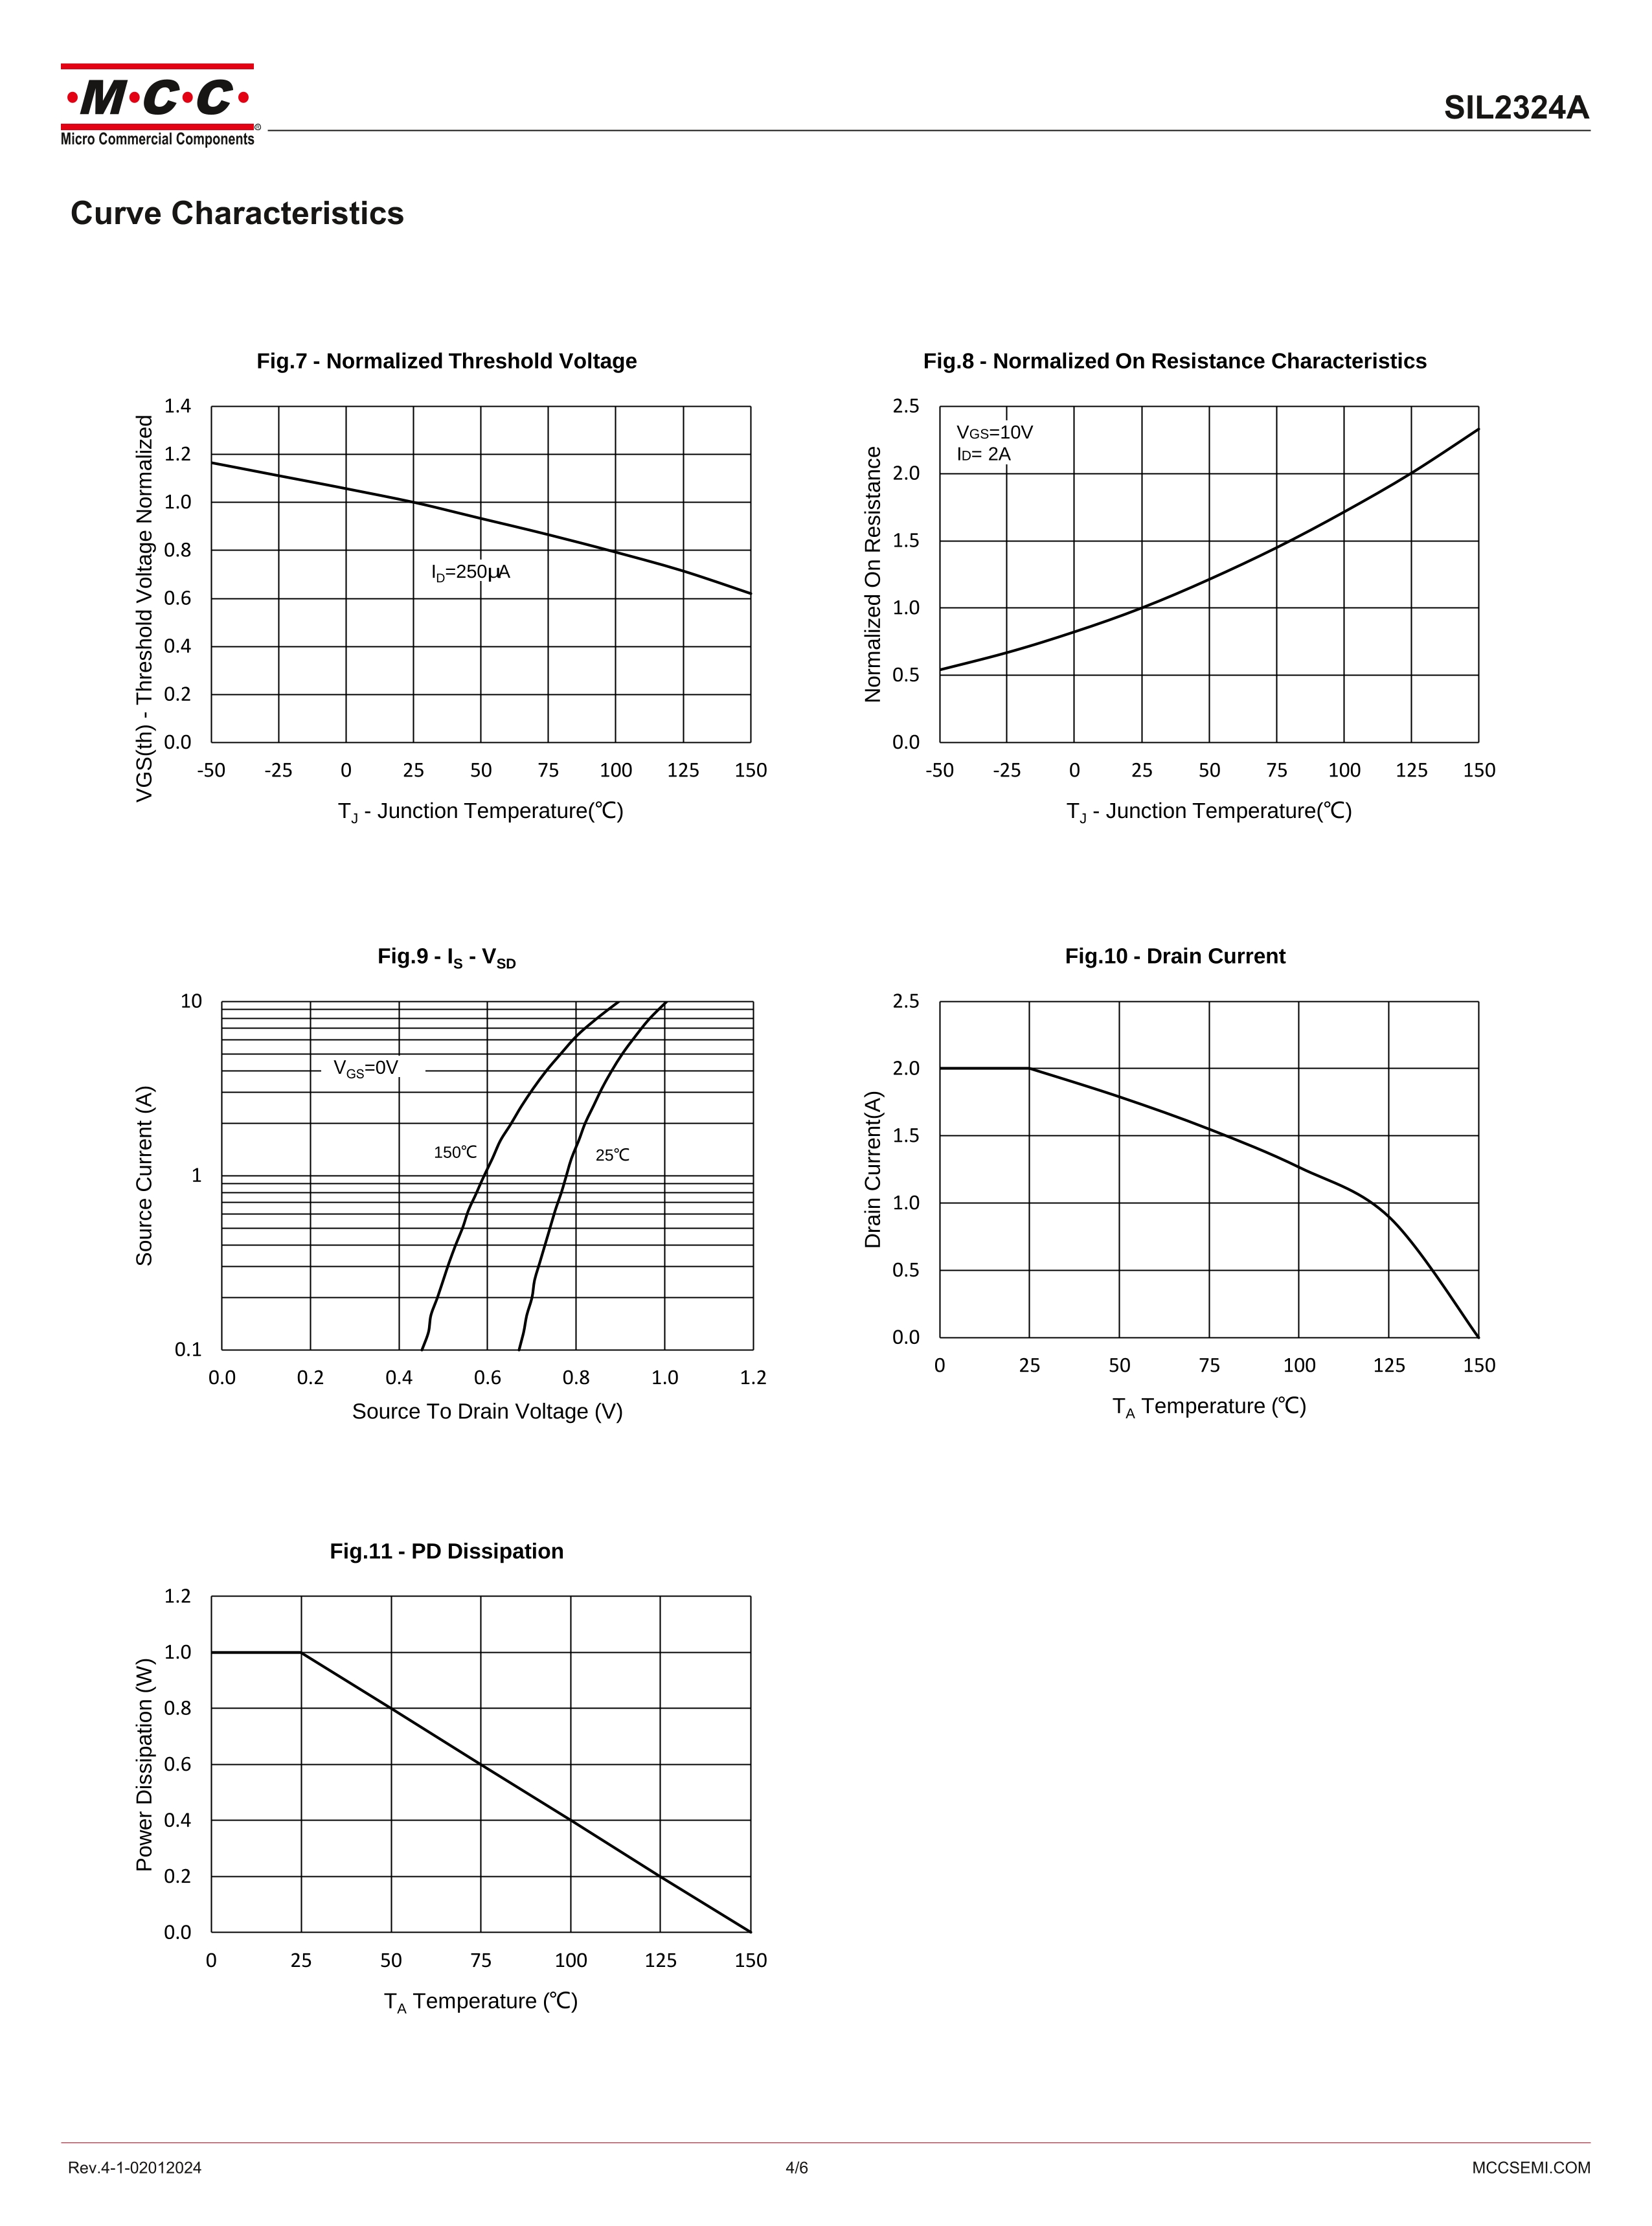 •M•C•C•
®
Micro Commercial Components
SIL2324A
Curve Characteristics
Fig.7 - Normalized Threshold Voltage
VGS(th) - Threshold Voltage Normalized
1.4
1.2
1.0
0.8
0.6
0.4
0.2
0.0
ID=250μA
-50 -25 0 25 50 75 100 125 150
TJ - Junction Temperature(℃)
Fig.8 - Normalized On Resistance Characteristics
Normalized On Resistance
2.5
2.0
1.5
1.0
0.5
0.0
VGS=10V
ID= 2A
-50 -25 0 25 50 75 100 125 150
TJ - Junction Temperature(℃)
Fig.9 - IS - VSD
Source Current (A)
10
1
0.1
VGS=0V
150℃
25℃
0.0 0.2 0.4 0.6 0.8 1.0 1.2
Source To Drain Voltage (V)
Fig.10 - Drain Current
Drain Current(A)
2.5
2.0
1.5
1.0
0.5
0.0
0 25 50 75 100 125 150
TA Temperature (℃)
Fig.11 - PD Dissipation
Power Dissipation (W)
1.2
1.0
0.8
0.6
0.4
0.2
0.0
0 25 50 75 100 125 150
TA Temperature (℃)
Rev.4-1-02012024
4/6
MCCSEMI.COM